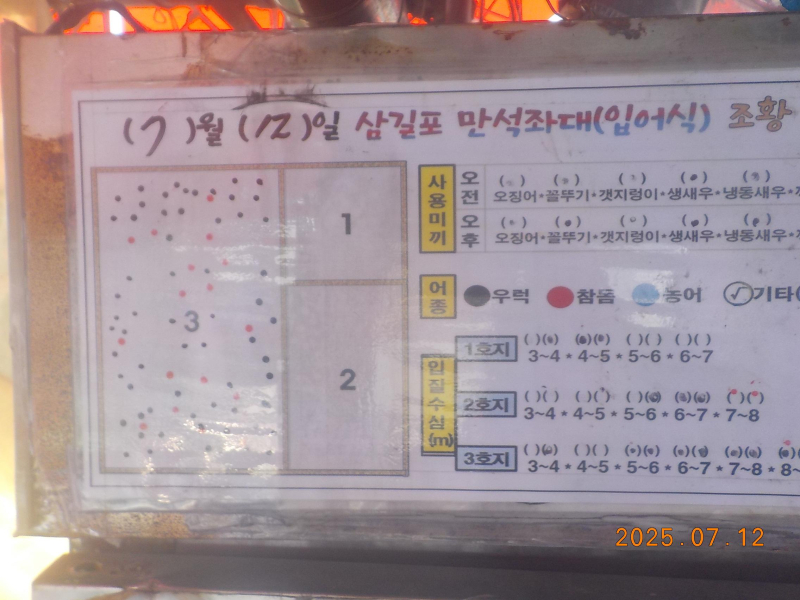 (7)월 (12)일 삼길포 만석좌대(입어식) 조황
1
2
3
사용미끼
오전
오징어•꼴뚜기•갯지렁이•생새우•냉동새우•
오후
오징어•꼴뚜기•갯지렁이•생새우•냉동새우•
어종
우럭 참돔 농어 기타(
입질수심(m)
1호지
3~4 * 4~5 * 5~6 * 6~7
2호지
3~4 * 4~5 * 5~6 * 6~7 * 7~8
3호지
3~4 * 4~5 * 5~6 * 6~7 * 7~8 * 8~
2025.07.12